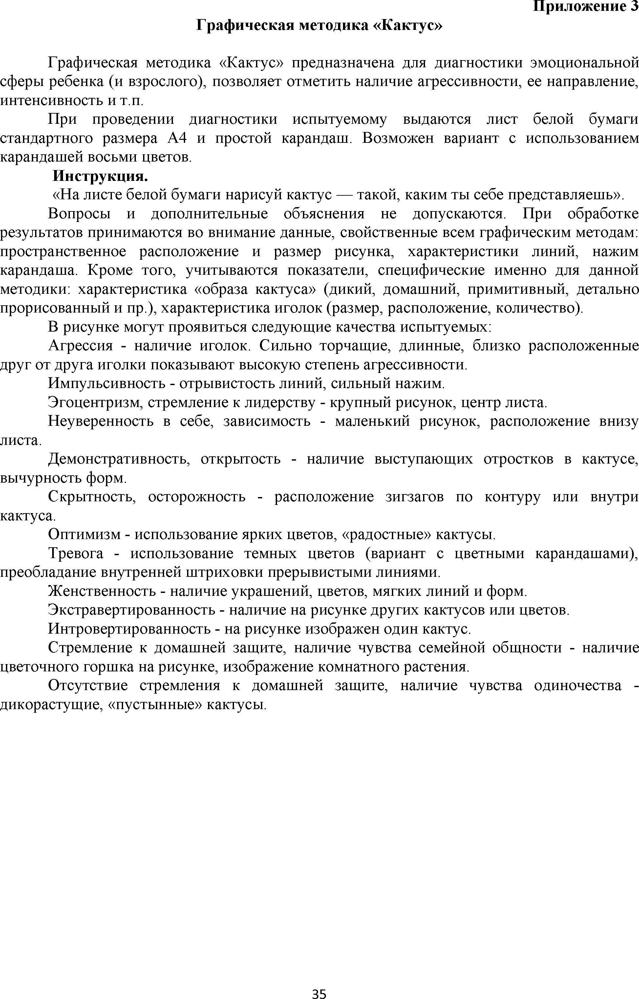 Приложение 3
Графическая методика «Кактус»
Графическая методика «Кактус» предназначена для диагностики эмоциональной
сферы ребенка (и взрослого), позволяет отметить наличие агрессивности, ее направление,
интенсивность и т.п.
При проведении диагностики испытуемому выдаются лист белой бумаги
стандартного размера А4 и простой карандаш. Возможен вариант с использованием
карандашей восьми цветов.
Инструкция.
«На листе белой бумаги нарисуй кактус — такой, каким ты себе представляешь».
Вопросы и дополнительные объяснения не допускаются. При обработке
результатов принимаются во внимание данные, свойственные всем графическим методам:
пространственное расположение и размер рисунка, характеристики линий, нажим
карандаша. Кроме того, учитываются показатели, специфические именно для данной
методики: характеристика «образа кактуса» (дикий, домашний, примитивный, детально
прорисованный и пр.), характеристика иголок (размер, расположение, количество).
В рисунке могут проявиться следующие качества испытуемых:
Агрессия - наличие иголок. Сильно торчащие, длинные, близко расположенные
друг от друга иголки показывают высокую степень агрессивности.
Импульсивность - отрывистость линий, сильный нажим.
Эгоцентризм, стремление к лидерству - крупный рисунок, центр листа.
Неуверенность в себе, зависимость - маленький рисунок, расположение внизу
листа.
Демонстративность, открытость - наличие выступающих отростков в кактусе,
вычурность форм.
Скрытность, осторожность - расположение зигзагов по контуру или внутри
кактуса.
Оптимизм - использование ярких цветов, «радостные» кактусы.
Тревога - использование темных цветов (вариант с цветными карандашами),
преобладание внутренней штриховки прерывистыми линиями.
Женственность - наличие украшений, цветов, мягких линий и форм.
Экстравертированность - наличие на рисунке других кактусов или цветов.
Интровертированность - на рисунке изображен один кактус.
Стремление к домашней защите, наличие чувства семейной общности - наличие
цветочного горшка на рисунке, изображение комнатного растения.
Отсутствие стремления к домашней защите, наличие чувства одиночества -
дикорастущие, «пустынные» кактусы.
35